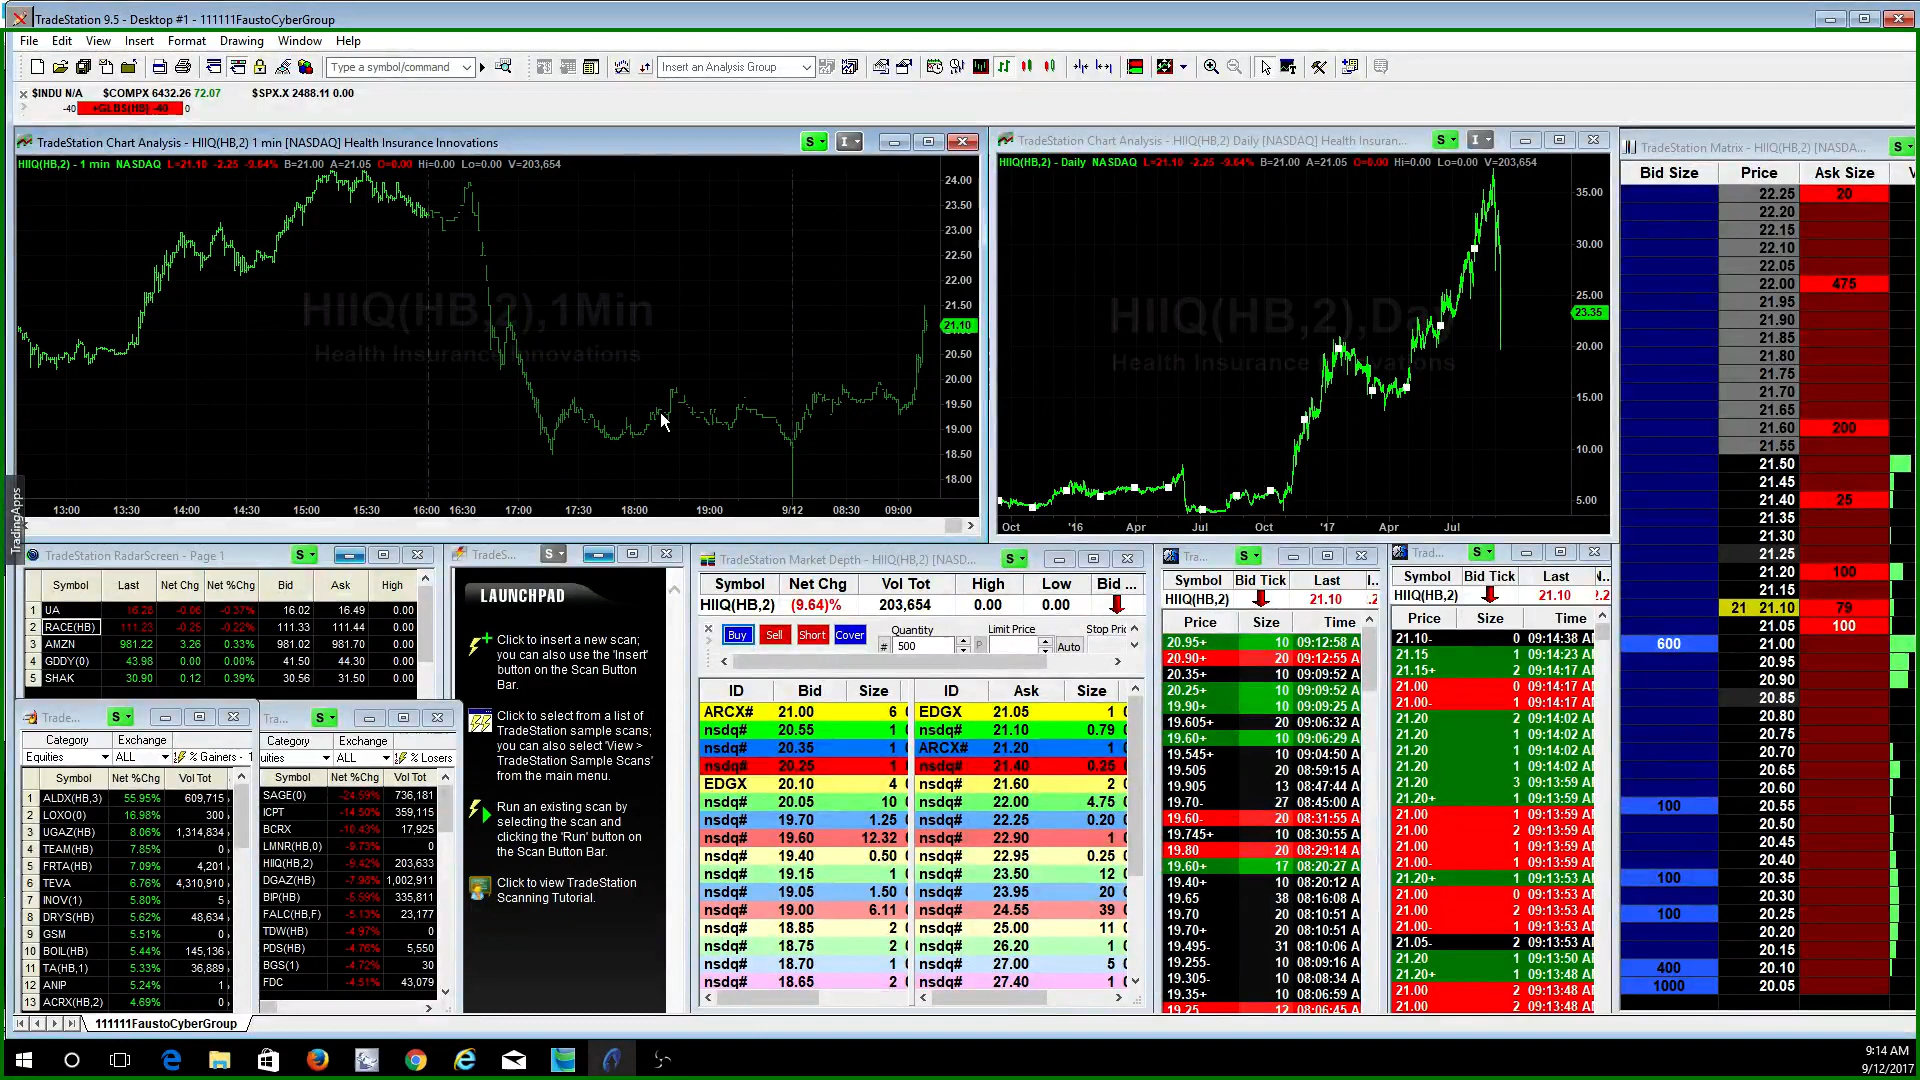 TradeStation 9.5 - Desktop #1 - 111111FaustoCyberGroup
File Edit View Insert Format Drawing Window Help
Type a symbol/command
Insert an Analysis Group
$INDU N/A $COMPX 6432.26 72.07 $SPX.X 2488.11 0.00
-40 +GLBS(HB) -40 0
TradeStation Chart Analysis - HIIQ(HB,2) 1 min [NASDAQ] Health Insurance Innovations
HIIQ(HB,2) - 1 min NASDAQ L=21.10 -2.25 -9.64% B=21.00 A=21.05 O=0.00 Hi=0.00 Lo=0.00 V=203,654
HIIQ(HB,2),1Min
Health Insurance Innovations
24.00
23.50
23.00
22.50
22.00
21.50
21.10
20.50
20.00
19.50
19.00
18.50
18.00
13:00 13:30 14:00 14:30 15:00 15:30 16:00 16:30 17:00 17:30 18:00 19:00 9/12 08:30 09:00
TradingApps
TradeStation Chart Analysis - HIIQ(HB,2) Daily [NASDAQ] Health Insuran...
HIIQ(HB,2) - Daily NASDAQ L=21.10 -2.25 -9.64% B=21.00 A=21.05 O=0.00 Hi=0.00 Lo=0.00 V=203,654
35.00
30.00
25.00
23.35
20.00
15.00
10.00
5.00
Oct '16 Apr Jul Oct '17 Apr Jul
TradeStation Matrix - HIIQ(HB,2) [NASDA...
Bid Size Price Ask Size
22.25 20
22.20
22.15
22.10
22.05
22.00 475
21.95
21.90
21.85
21.80
21.75
21.70
21.65
21.60 200
21.55
21.50
21.45
21.40 25
21.35
21.30
21.25
21.20 100
21.15
21 21.10 79
21.05 100
600 21.00
20.95
20.90
20.85
20.80
20.75
20.70
20.65
20.60
100 20.55
20.50
20.45
20.40
100 20.35
20.30
100 20.25
20.20
20.15
400 20.10
1000 20.05
TradeStation RadarScreen - Page 1
Symbol Last Net Chg Net %Chg Bid Ask High
1 UA 16.28 -0.06 -0.37% 16.02 16.49 0.00
2 RACE(HB) 111.23 -0.25 -0.22% 111.33 111.44 0.00
3 AMZN 981.22 3.26 0.33% 981.02 981.70 0.00
4 GDDY(0) 43.98 0.00 0.00% 41.50 44.30 0.00
5 SHAK 30.90 0.12 0.39% 30.56 31.50 0.00
Trade...
Category Exchange
Equities ALL % Gainers - 1
Symbol Net %Chg Vol Tot
1 ALDX(HB,3) 55.95% 609,715
2 LOXO(0) 16.98% 300
3 UGAZ(HB) 8.06% 1,314,834
4 TEAM(HB) 7.85% 0
5 FRTA(HB) 7.09% 4,201
6 TEVA 6.76% 4,310,910
7 INOV(1) 5.80% 5
8 DRYS(HB) 5.62% 48,634
9 GSM 5.51% 0
10 BOIL(HB) 5.44% 145,136
11 TA(HB,1) 5.33% 36,889
12 ANIP 5.24% 1
13 ACRX(HB,2) 4.69% 0
Tra...
Category Exchange
uities ALL % Losers
Symbol Net %Chg Vol Tot
SAGE(0) -24.59% 736,181
ICPT -14.50% 359,115
BCRX -10.43% 17,925
LMNR(HB,0) -9.73% 0
HIIQ(HB,2) -9.42% 203,633
DGAZ(HB) -7.98% 1,002,911
BIP(HB) -5.59% 335,811
FALC(HB,F) -5.13% 23,177
TDW(HB) -4.97% 0
PDS(HB) -4.76% 5,550
BGS(1) -4.72% 30
FDC -4.51% 43,079
TradeS...
LAUNCHPAD
Click to insert a new scan;
you can also use the 'Insert'
button on the Scan Button
Bar.
Click to select from a list of
TradeStation sample scans;
you can also select 'View >
TradeStation Sample Scans'
from the main menu.
Run an existing scan by
selecting the scan and
clicking the 'Run' button on
the Scan Button Bar.
Click to view TradeStation
Scanning Tutorial.
TradeStation Market Depth - HIIQ(HB,2) [NASD...
Symbol Net Chg Vol Tot High Low Bid ...
HIIQ(HB,2) (9.64)% 203,654 0.00 0.00
Buy Sell Short Cover Quantity # 500 Limit Price Auto Stop Pric
ID Bid Size ID Ask Size
ARCX# 21.00 6 EDGX 21.05 1
nsdq# 20.55 1 nsdq# 21.10 0.79
nsdq# 20.35 1 ARCX# 21.20 1
nsdq# 20.25 1 nsdq# 21.40 0.25
EDGX 20.10 4 nsdq# 21.60 2
nsdq# 20.05 10 nsdq# 22.00 4.75
nsdq# 19.70 1.25 nsdq# 22.25 0.20
nsdq# 19.60 12.32 nsdq# 22.90 1
nsdq# 19.40 0.50 nsdq# 22.95 0.25
nsdq# 19.15 1 nsdq# 23.50 12
nsdq# 19.05 1.50 nsdq# 23.95 20
nsdq# 19.00 6.11 nsdq# 24.55 39
nsdq# 18.85 2 nsdq# 25.00 11
nsdq# 18.75 1 nsdq# 26.20 1
nsdq# 18.70 1 nsdq# 27.00 5
nsdq# 18.65 2 nsdq# 27.40 1
Tra...
Symbol Bid Tick Last
HIIQ(HB,2) 21.10
Price Size Time
20.95+ 10 09:12:58 A
20.90+ 20 09:12:55 A
20.35+ 10 09:09:52 A
20.25+ 10 09:09:52 A
19.90+ 10 09:09:25 A
19.605+ 20 09:06:32 A
19.60+ 10 09:06:29 A
19.545+ 10 09:04:50 A
19.505 20 08:59:15 A
19.905 13 08:47:44 A
19.70- 27 08:45:00 A
19.60- 20 08:31:55 A
19.745+ 10 08:30:55 A
19.80 20 08:29:14 A
19.60+ 17 08:20:27 A
19.40+ 10 08:20:12 A
19.65 38 08:16:08 A
19.70 20 08:10:51 A
19.70+ 20 08:10:51 A
19.495- 31 08:10:06 A
19.255- 10 08:09:16 A
19.305- 10 08:08:34 A
19.35+ 10 08:06:59 A
19.25 12 08:06:45 A
Trad...
Symbol Bid Tick Last
HIIQ(HB,2) 21.10
Price Size Time
21.10- 0 09:14:38 A
21.15 1 09:14:23 A
21.15+ 2 09:14:17 A
21.00 0 09:14:17 A
21.00- 1 09:14:17 A
21.20 2 09:14:02 A
21.20 1 09:14:02 A
21.20 1 09:14:02 A
21.20 3 09:13:59 A
21.20+ 1 09:13:59 A
21.00 1 09:13:59 A
21.00 2 09:13:59 A
21.00 1 09:13:59 A
21.00- 1 09:13:59 A
21.20+ 1 09:13:59 A
21.00 0 09:13:53 A
21.00 2 09:13:53 A
21.00- 1 09:13:53 A
21.05- 2 09:13:53 A
21.20 1 09:13:50 A
21.20+ 1 09:13:48 A
21.00 2 09:13:48 A
21.00 2 09:13:48 A
111111FaustoCyberGroup
9:14 AM
9/12/2017